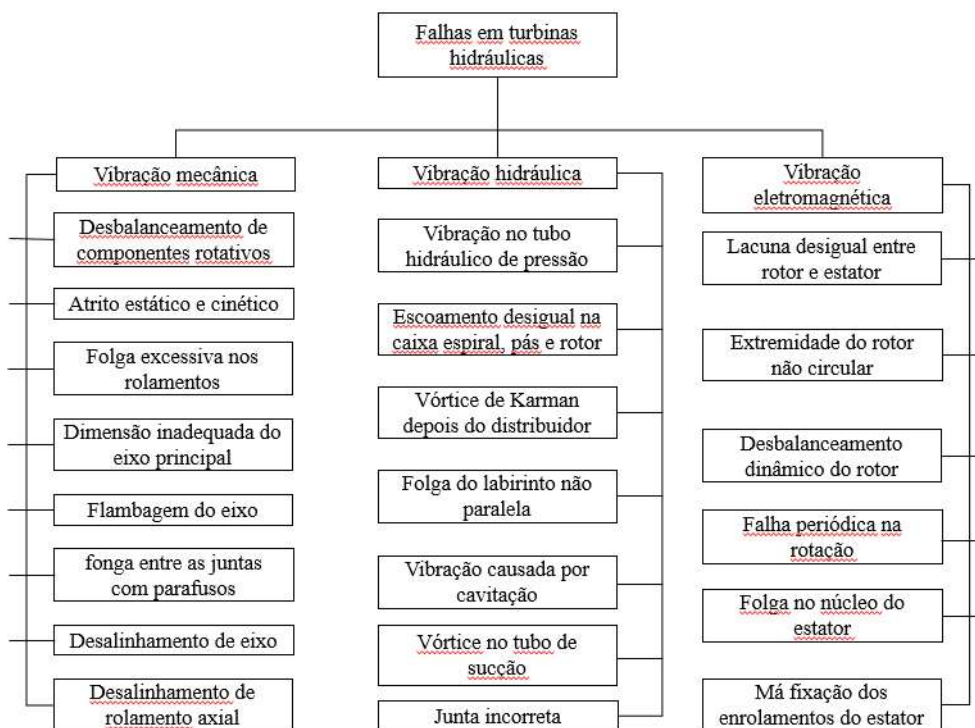 Falhas em turbinas
hidráulicas
Vibração mecânica
Desbalanceamento de
componentes rotativos
Atrito estático e cinético
Folga excessiva nos
rolamentos
Dimensão inadequada do
eixo principal
Flambagem do eixo
fonga entre as juntas
com parafusos
Desalinhamento de eixo
Desalinhamento de
rolamento axial
Vibração hidráulica
Vibração no tubo
hidráulico de pressão
Escoamento desigual na
caixa espiral, pás e rotor
Vórtice de Karman
depois do distribuidor
Folga do labirinto não
paralela
Vibração causada por
cavitação
Vórtice no tubo de
sucção
Junta incorreta
Vibração
eletromagnética
Lacuna desigual entre
rotor e estator
Extremidade do rotor
não circular
Desbalanceamento
dinâmico do rotor
Falha periódica na
rotação
Folga no núcleo do
estator
Má fixação dos
enrolamentos do estator